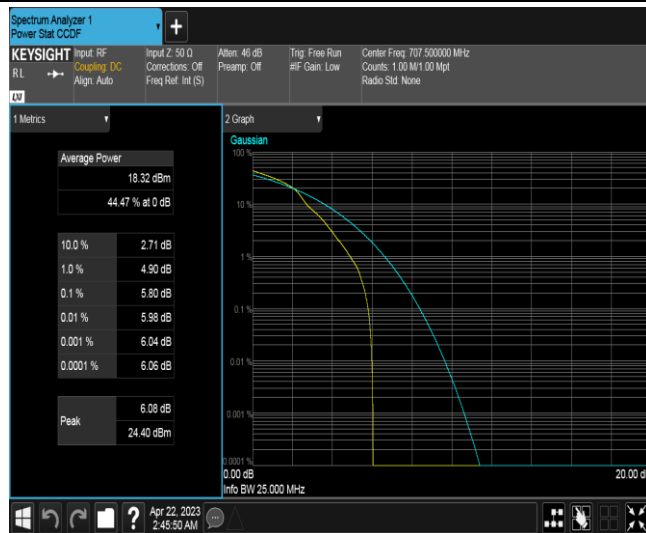 Spectrum Analyzer 1
Power Stat CCDF
+
KEYSIGHT
RL
LXI
Input: RF
Coupling: DC
Align: Auto
Input Z: 50 Ω
Corrections: Off
Freq Ref: Int (S)
Atten: 46 dB
Preamp: Off
Trig: Free Run
#IF Gain: Low
Center Freq: 707.500000 MHz
Counts: 1.00 M/1.00 Mpt
Radio Std: None
1 Metrics
Average Power
18.32 dBm
44.47 % at 0 dB
10.0 % 2.71 dB
1.0 % 4.90 dB
0.1 % 5.80 dB
0.01 % 5.98 dB
0.001 % 6.04 dB
0.0001 % 6.06 dB
Peak
6.08 dB
24.40 dBm
2 Graph
Gaussian
100 %
10 %
1 %
0.1 %
0.01 %
0.001 %
0.0001 %
0.00 dB
20.00 d
Info BW 25.000 MHz
?
Apr 22, 2023
2:45:50 AM